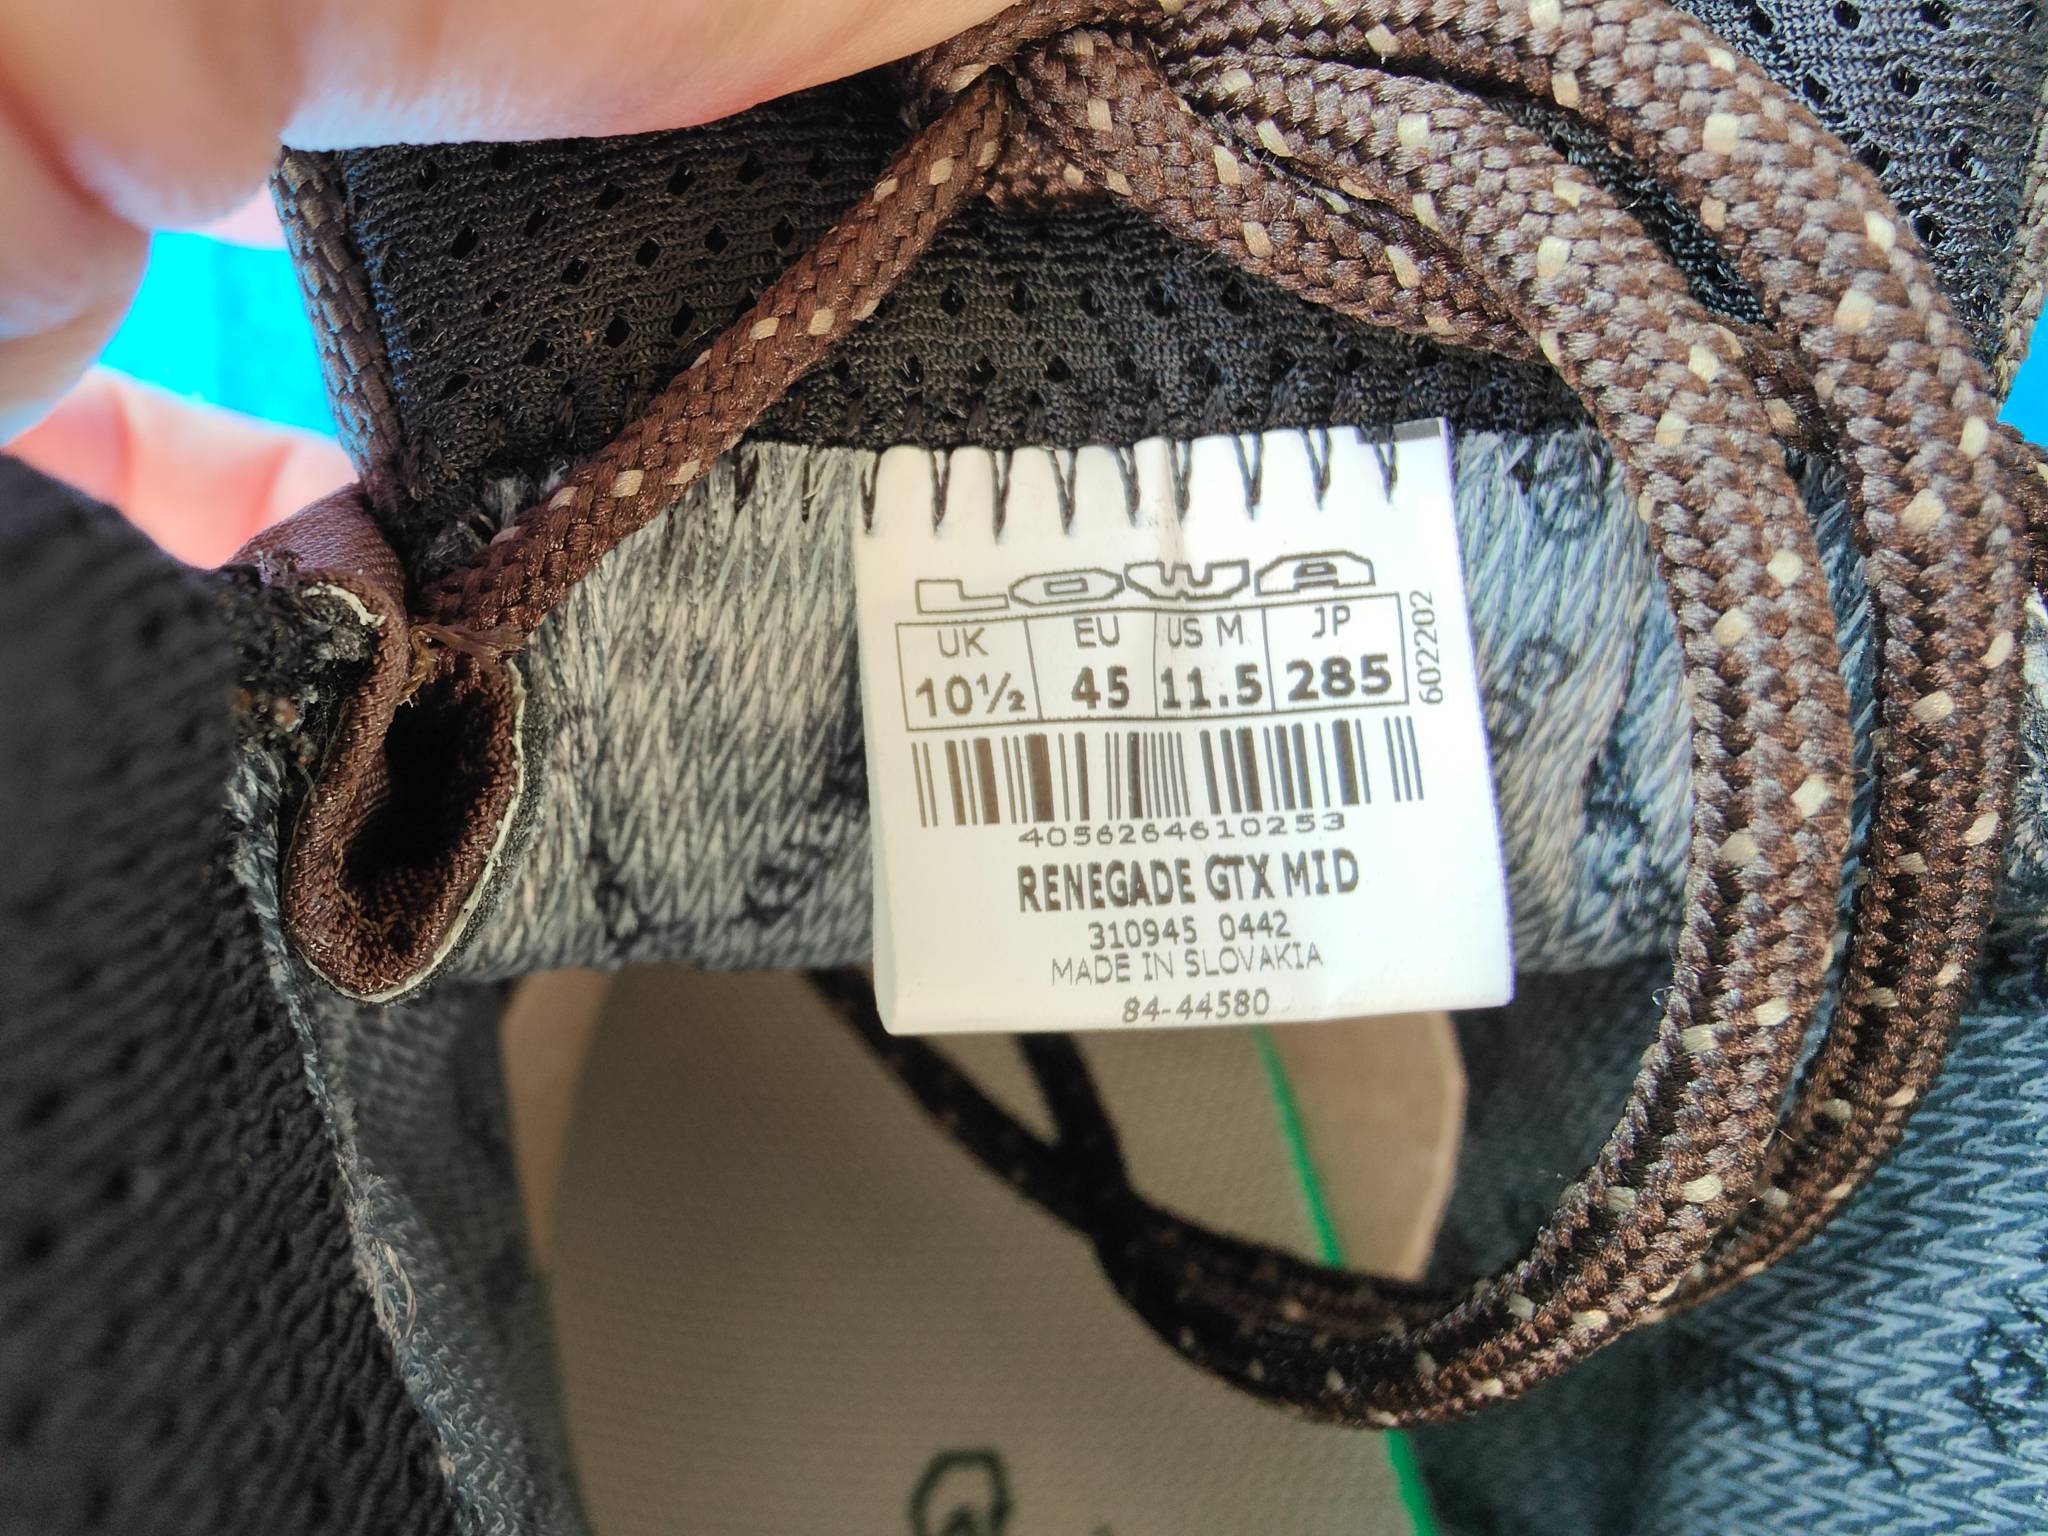 LOWA
UK EU US M JP
10½ 45 11.5 285
6022202
4056264610253
RENEGADE GTX MID
310945 0442
MADE IN SLOVAKIA
84-44580